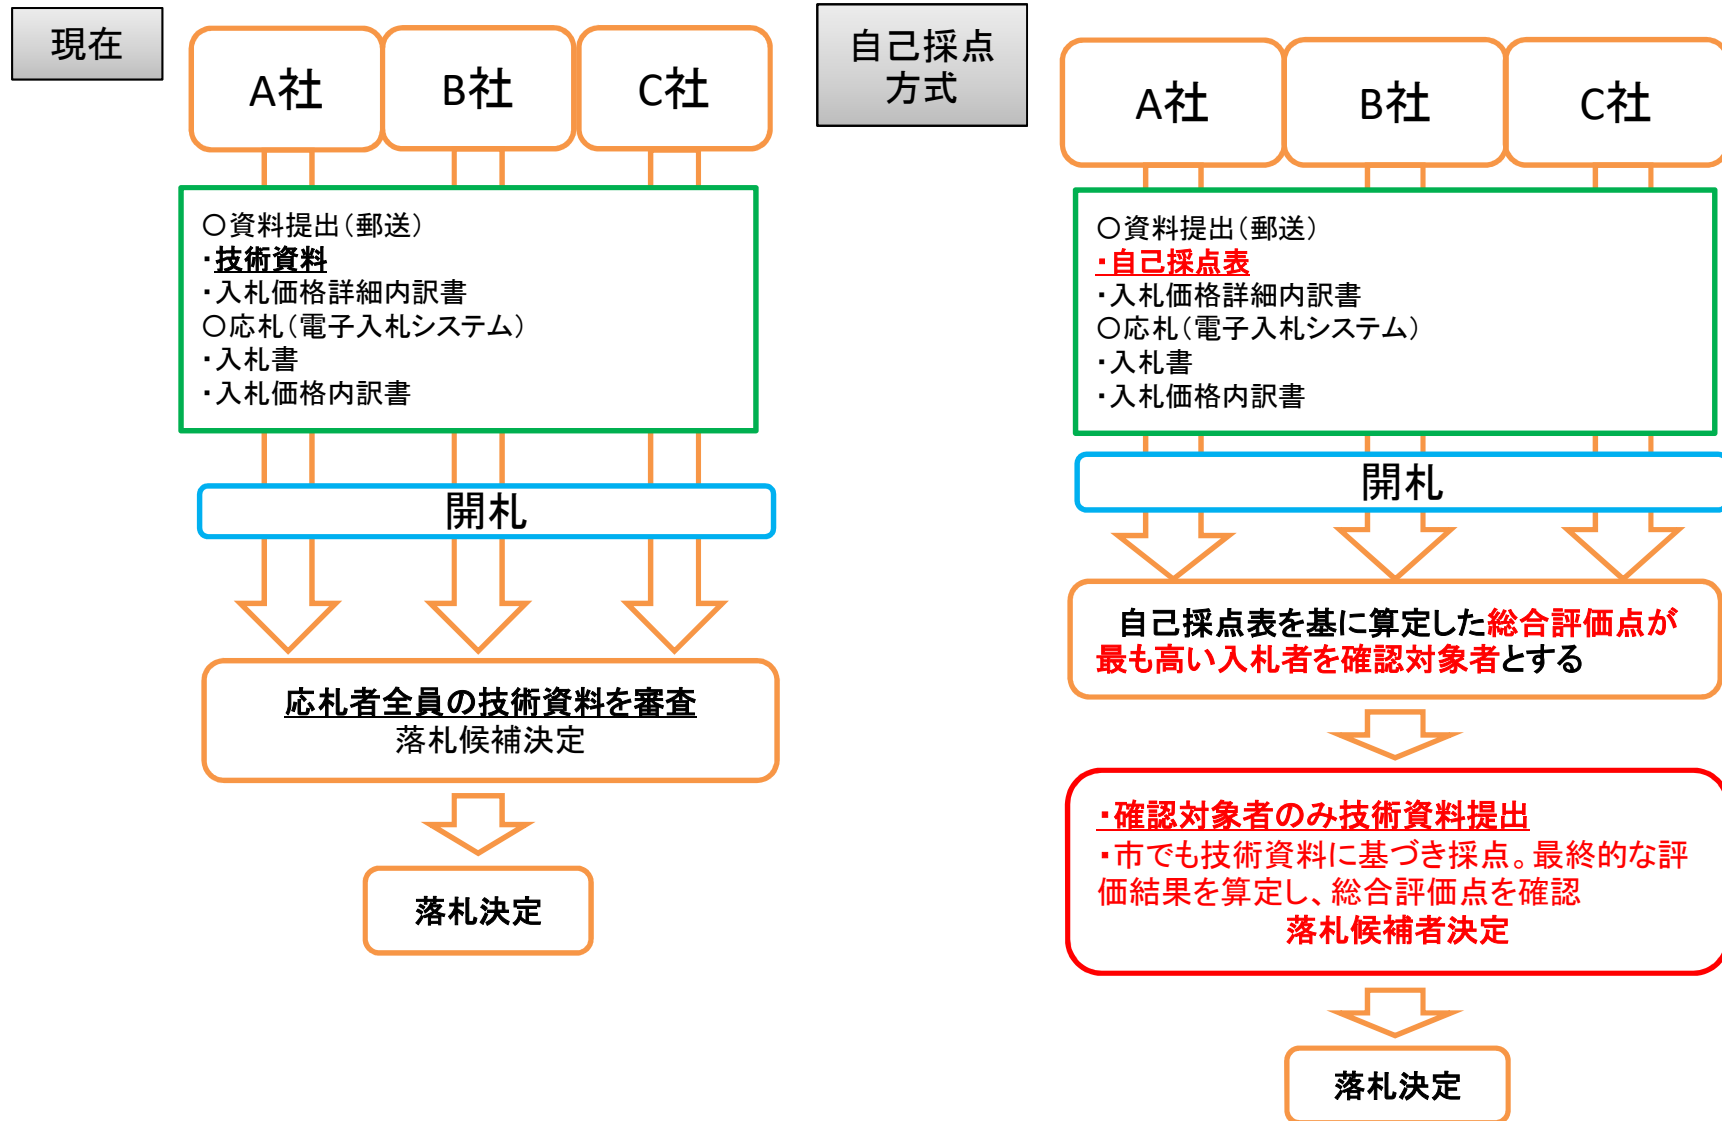 現在
A社
B社
C社
○資料提出(郵送)
・技術資料
・入札価格詳細内訳書
○応札(電子入札システム)
・入札書
・入札価格内訳書
開札
応札者全員の技術資料を審査
落札候補決定
落札決定
自己採点
方式
A社
B社
C社
○資料提出(郵送)
・自己採点表
・入札価格詳細内訳書
○応札(電子入札システム)
・入札書
・入札価格内訳書
開札
自己採点表を基に算定した総合評価点が
最も高い入札者を確認対象者とする
・確認対象者のみ技術資料提出
・市でも技術資料に基づき採点。最終的な評
価結果を算定し、総合評価点を確認
落札候補者決定
落札決定